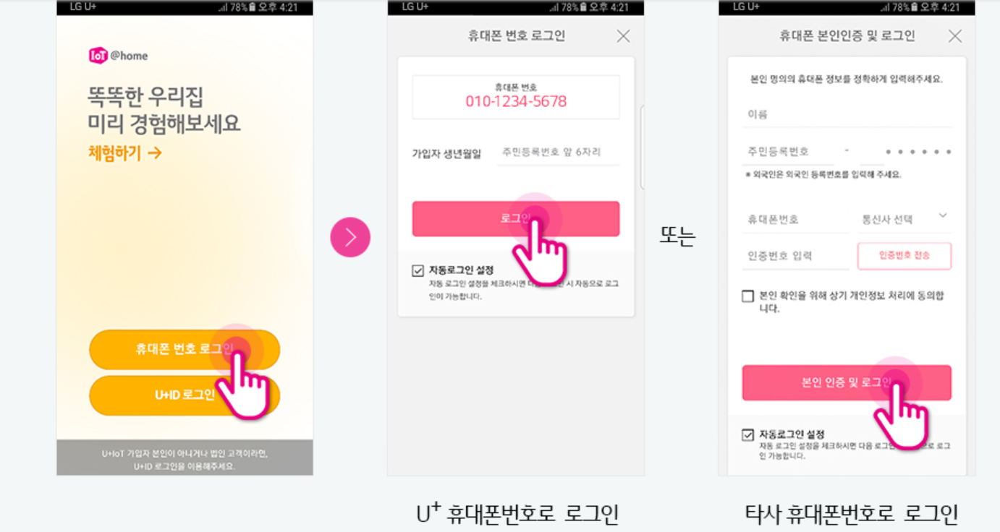 LG U+ 78% 오후 4:21
IoT @home
똑똑한 우리집
미리 경험해보세요
체험하기 →
휴대폰 번호 로그인
U+ID 로그인
U+IoT 가입자 본인이 아니거나 법인 고객이라면,
U+ID 로그인을 이용해주세요.
LG U+ 78% 오후 4:21
휴대폰 번호 로그인
휴대폰 번호
010-1234-5678
가입자 생년월일 주민등록번호 앞 6자리
로그인
자동로그인 설정
자동 로그인 설정을 체크하시면 시 자동으로 로그
인이 가능합니다.
U+ 휴대폰번호로 로그인
또는
LG U+ 78% 오후 4:21
휴대폰 본인인증 및 로그인
본인 명의의 휴대폰 정보를 정확하게 입력해주세요.
이름
주민등록번호 - ● ● ● ● ● ●
※ 외국인은 외국인 등록번호를 입력해 주세요.
휴대폰번호 통신사 선택
인증번호 입력 인증번호 전송
본인 확인을 위해 상기 개인정보 처리에 동의합
니다.
본인 인증 및 로그인
자동로그인 설정
자동 로그인 설정을 체크하시면 다음 로그
인 가능합니다.
타사 휴대폰번호로 로그인